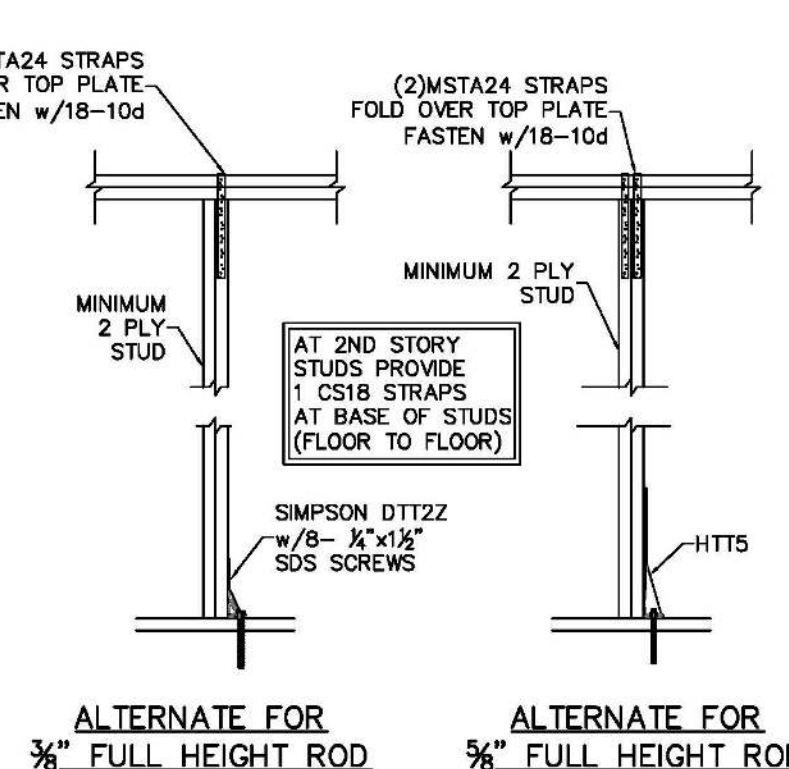 TA24 STRAPS
R TOP PLATE
EN w/18-10d
(2)MSTA24 STRAPS
FOLD OVER TOP PLATE
FASTEN w/18-10d
MINIMUM
2 PLY
STUD
MINIMUM 2 PLY
STUD
AT 2ND STORY
STUDS PROVIDE
1 CS18 STRAPS
AT BASE OF STUDS
(FLOOR TO FLOOR)
SIMPSON DTT2Z
w/8- ¼"x1½"
SDS SCREWS
HTT5
ALTERNATE FOR
⅜" FULL HEIGHT ROD
ALTERNATE FOR
⅝" FULL HEIGHT RO